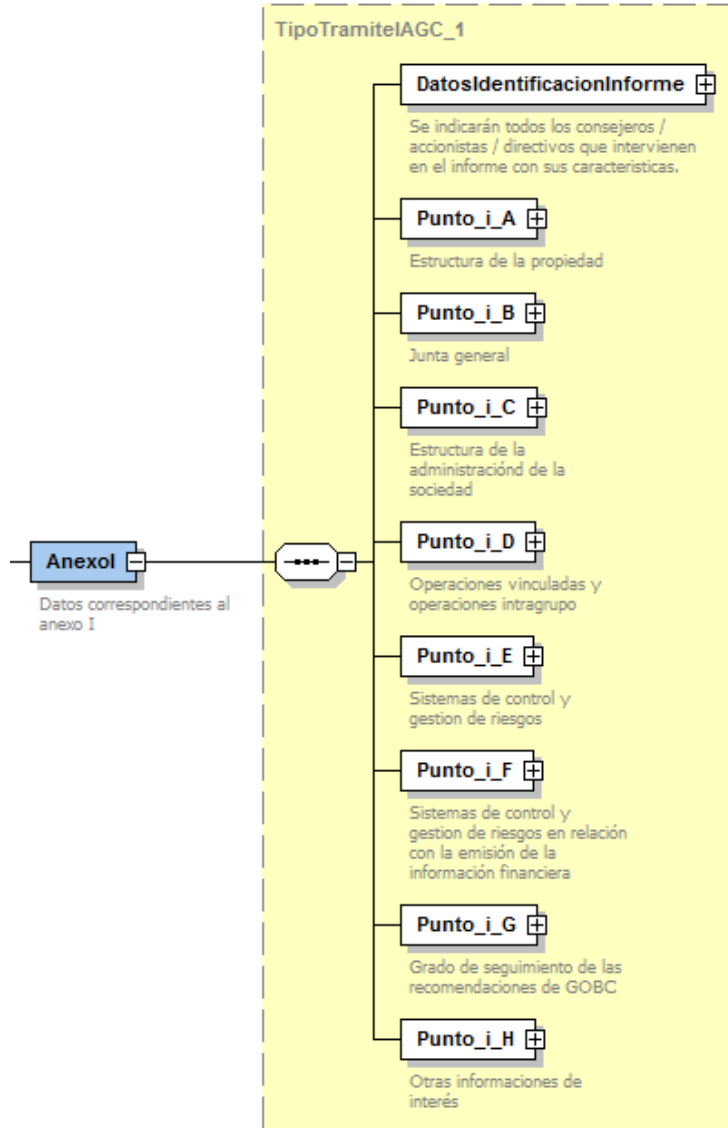 TipoTramiteIAGC_1
DatosIdentificacionInforme
Se indicarán todos los consejeros /
accionistas / directivos que intervienen
en el informe con sus caracteristicas.
Punto_i_A
Estructura de la propiedad
Punto_i_B
Junta general
Punto_i_C
Estructura de la
administraciónd de la
sociedad
Punto_i_D
Operaciones vinculadas y
operaciones intragrupo
AnexoI
Datos correspondientes al
anexo I
Punto_i_E
Sistemas de control y
gestion de riesgos
Punto_i_F
Sistemas de control y
gestion de riesgos en relación
con la emisión de la
información financiera
Punto_i_G
Grado de seguimiento de las
recomendaciones de GOBC
Punto_i_H
Otras informaciones de
interés